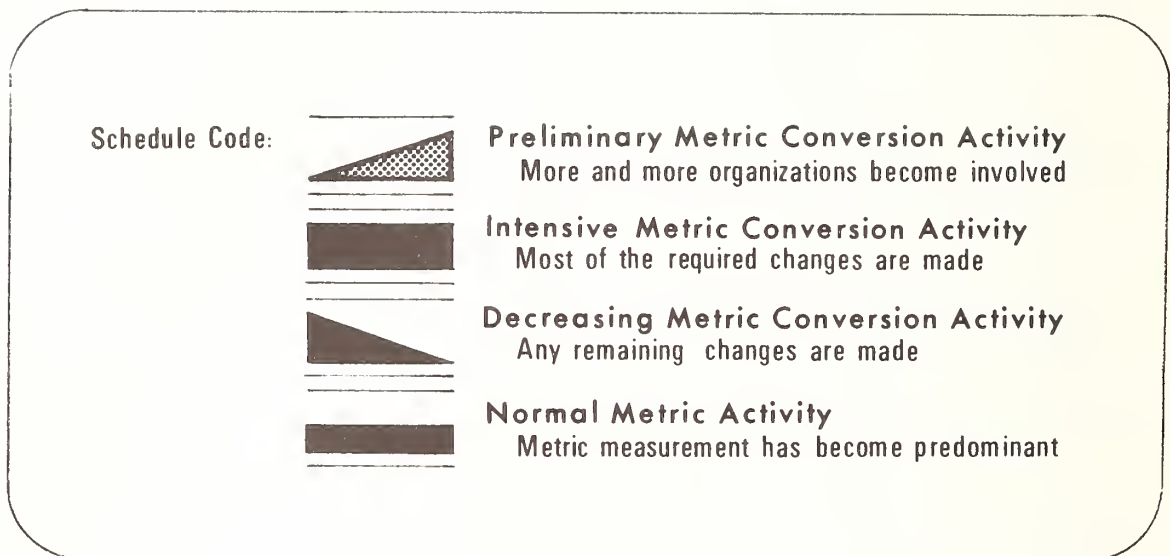 Schedule Code:
Preliminary Metric Conversion Activity
More and more organizations become involved
Intensive Metric Conversion Activity
Most of the required changes are made
Decreasing Metric Conversion Activity
Any remaining changes are made
Normal Metric Activity
Metric measurement has become predominant